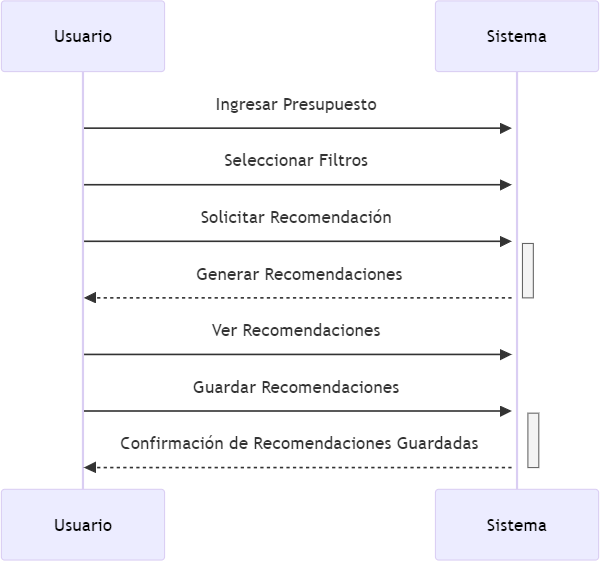 Usuario
Sistema
Ingresar Presupuesto
Seleccionar Filtros
Solicitar Recomendación
Generar Recomendaciones
Ver Recomendaciones
Guardar Recomendaciones
Confirmación de Recomendaciones Guardadas
Usuario
Sistema